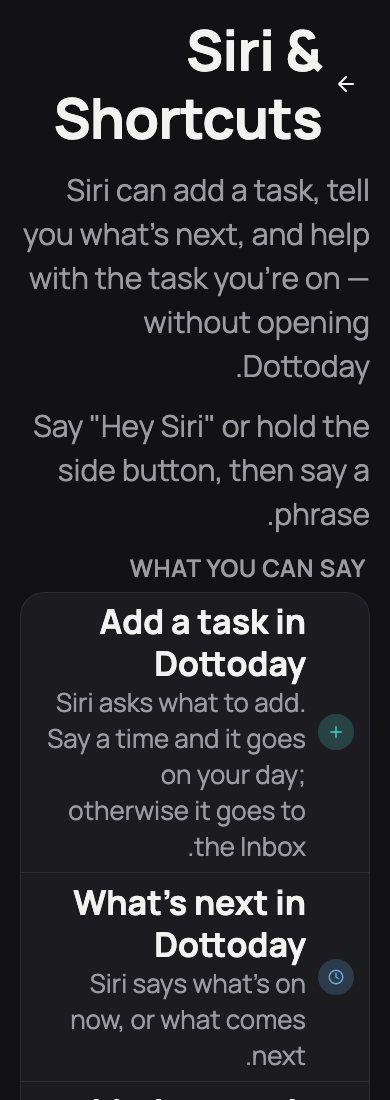 Siri &
Shortcuts
Siri can add a task, tell
you what's next, and help
with the task you're on —
without opening
.Dottoday
Say "Hey Siri" or hold the
side button, then say a
.phrase
WHAT YOU CAN SAY
Add a task in
Dottoday
Siri asks what to add.
Say a time and it goes
on your day;
otherwise it goes to
.the Inbox
What's next in
Dottoday
Siri says what's on
now, or what comes
.next